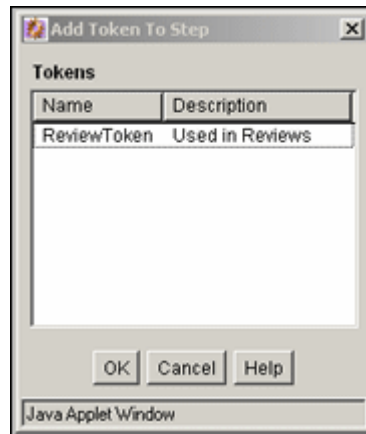 Add Token To Step
Tokens
Name Description
ReviewToken Used in Reviews
OK Cancel Help
Java Applet Window